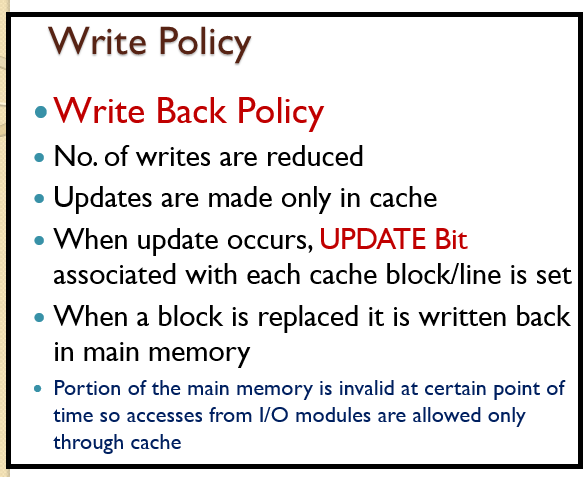 Write Policy
• Write Back Policy
• No. of writes are reduced
• Updates are made only in cache
• When update occurs, UPDATE Bit
associated with each cache block/line is set
• When a block is replaced it is written back
in main memory
• Portion of the main memory is invalid at certain point of
time so accesses from I/O modules are allowed only
through cache